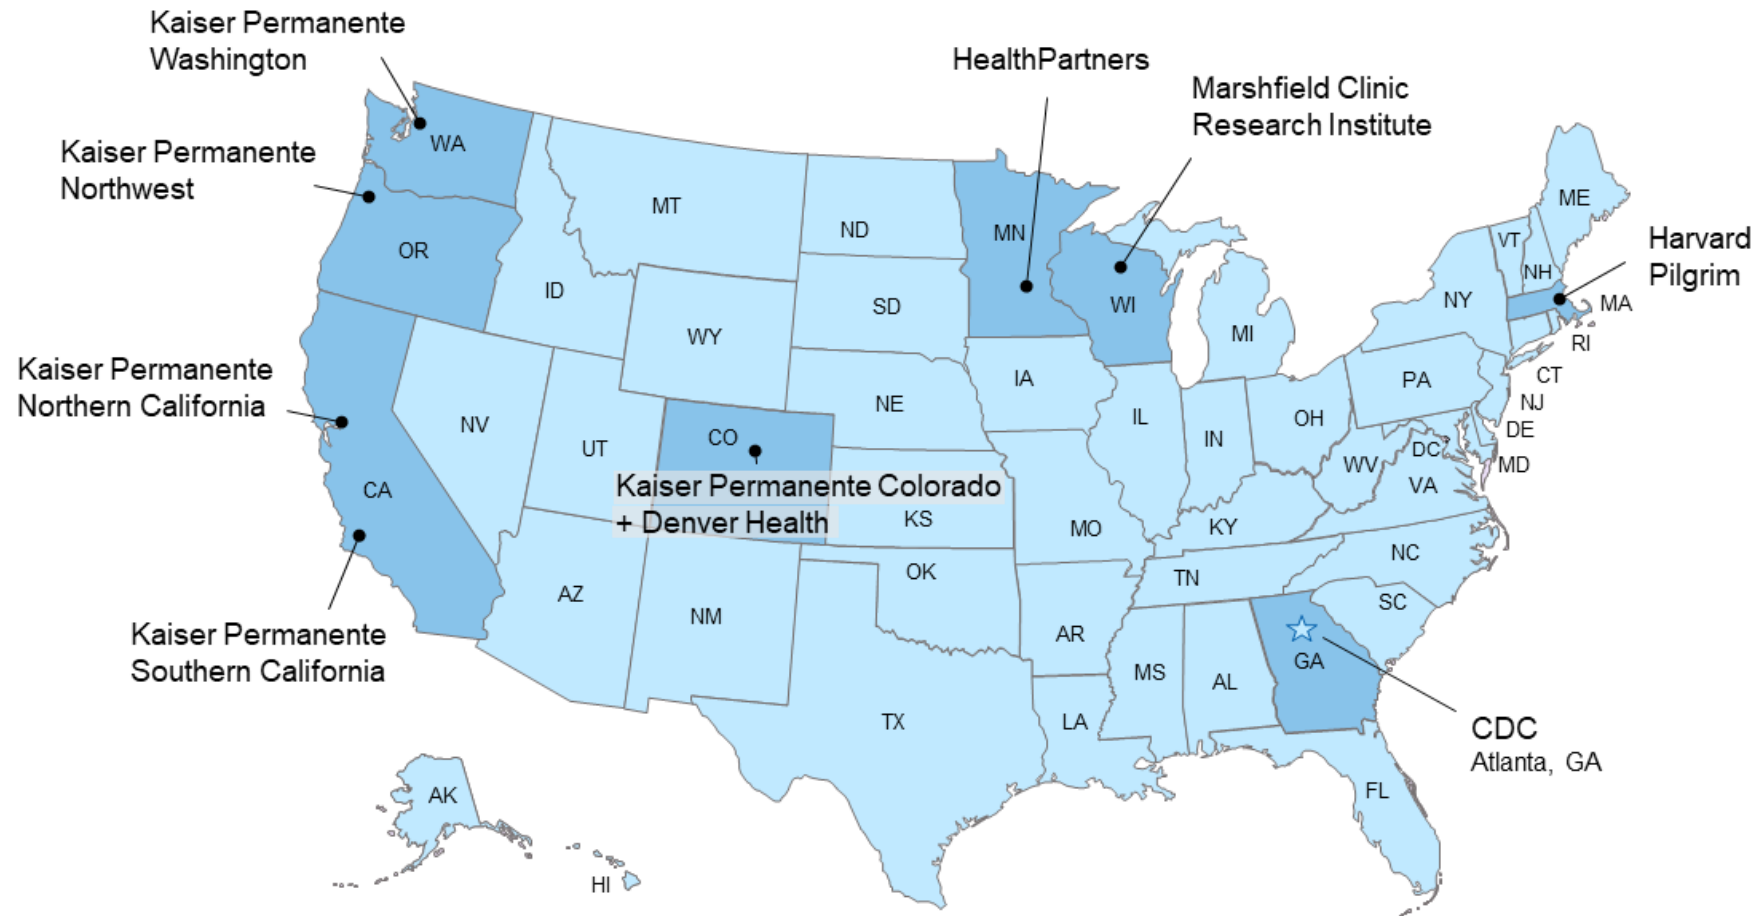 Kaiser Permanente
Washington
HealthPartners
Marshfield Clinic
Research Institute
Kaiser Permanente
Northwest
Harvard
Pilgrim
Kaiser Permanente
Northern California
Kaiser Permanente Colorado
+ Denver Health
Kaiser Permanente
Southern California
CDC
Atlanta, GA
WA
OR
CA
NV
ID
MT
WY
UT
CO
AZ
NM
ND
SD
NE
KS
OK
TX
MN
IA
MO
AR
LA
WI
IL
MI
IN
OH
KY
TN
MS
AL
GA
FL
SC
NC
VA
WV
DC
MD
DE
NJ
PA
NY
CT
RI
MA
VT
NH
ME
AK
HI